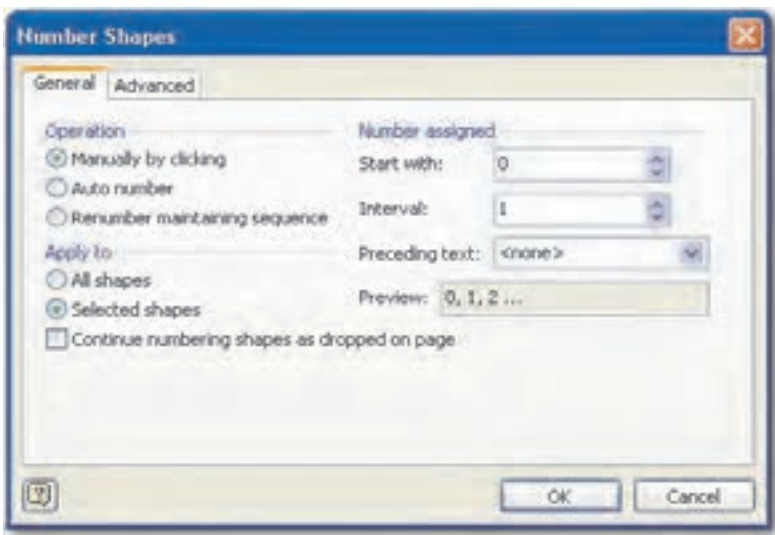 Number Shapes
General
Advanced
Operation
Manually by clicking
Auto number
Renumber maintaining sequence
Apply to
All shapes
Selected shapes
Continue numbering shapes as dropped on page
Number assigned
Start with: 0
Interval: 1
Preceding text: <none>
Preview: 0, 1, 2 ...
?
OK
Cancel